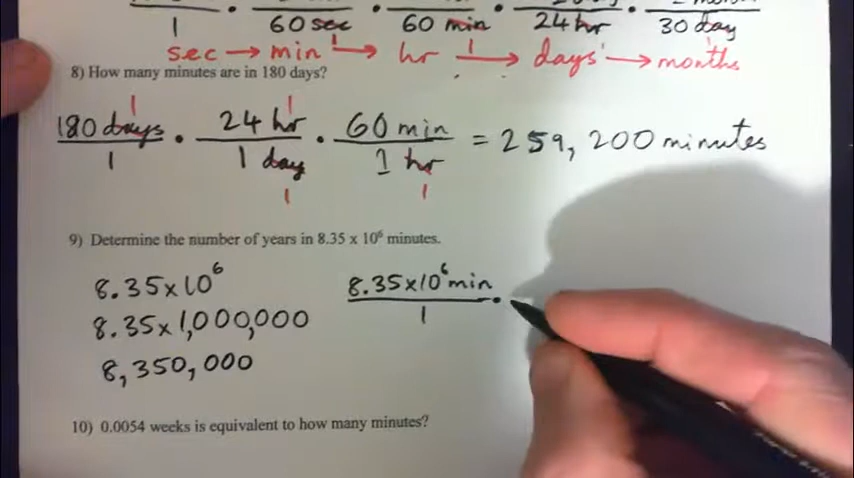 1 • 60 sec • 60 min • 24 hr • 30 day
sec → min → hr → days → months
8) How many minutes are in 180 days?
180 days/1 • 24 hr/1 day • 60 min/1 hr = 259,200 minutes
9) Determine the number of years in 8.35 x 10⁶ minutes.
8.35x10⁶
8.35x10⁶min/1 •
8.35x1,000,000
8,350,000
10) 0.0054 weeks is equivalent to how many minutes?